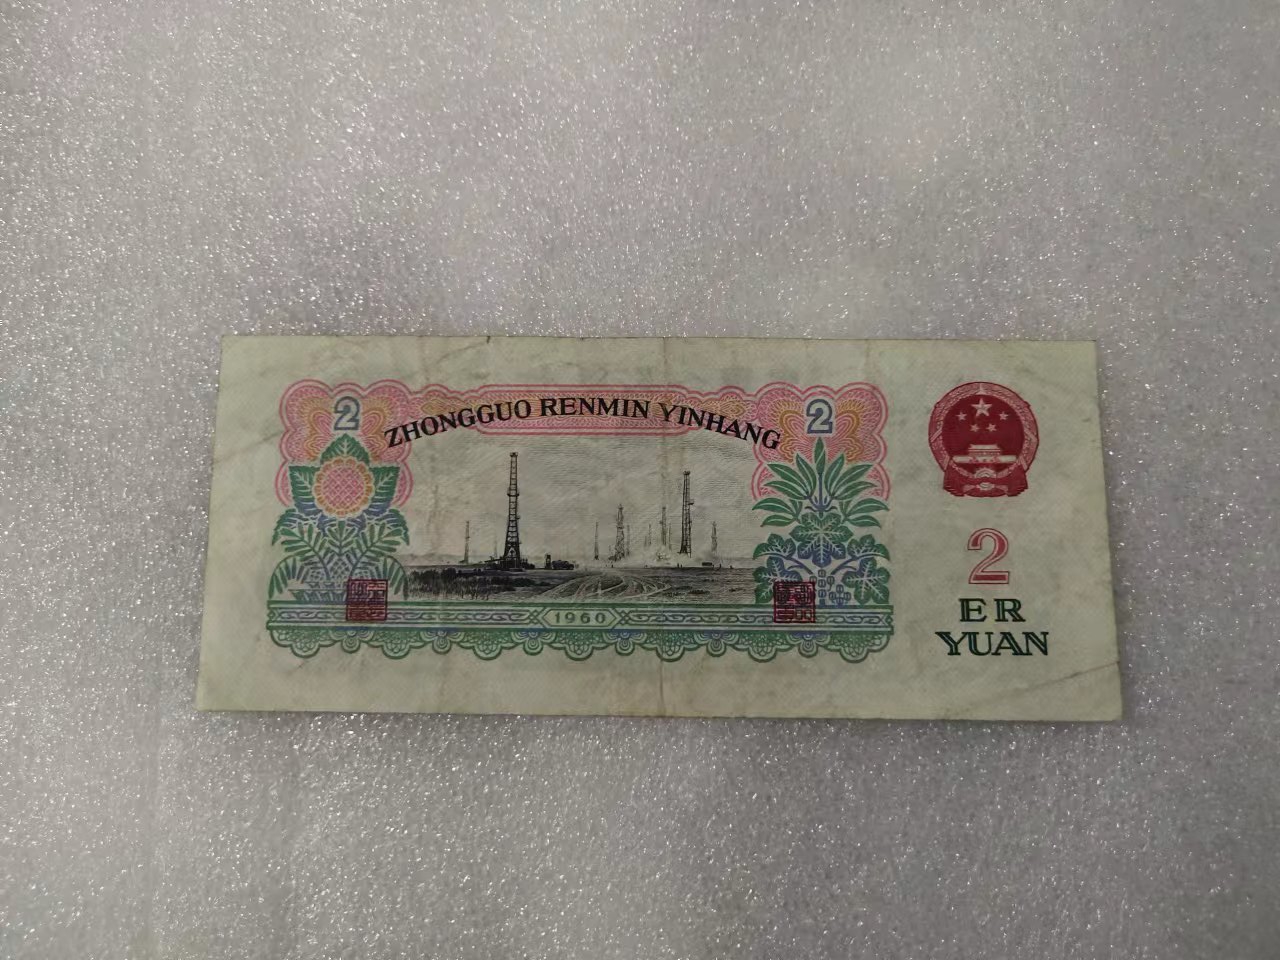 2
ZHONGGUO RENMIN YINHANG
2
2
ER
YUAN
1960